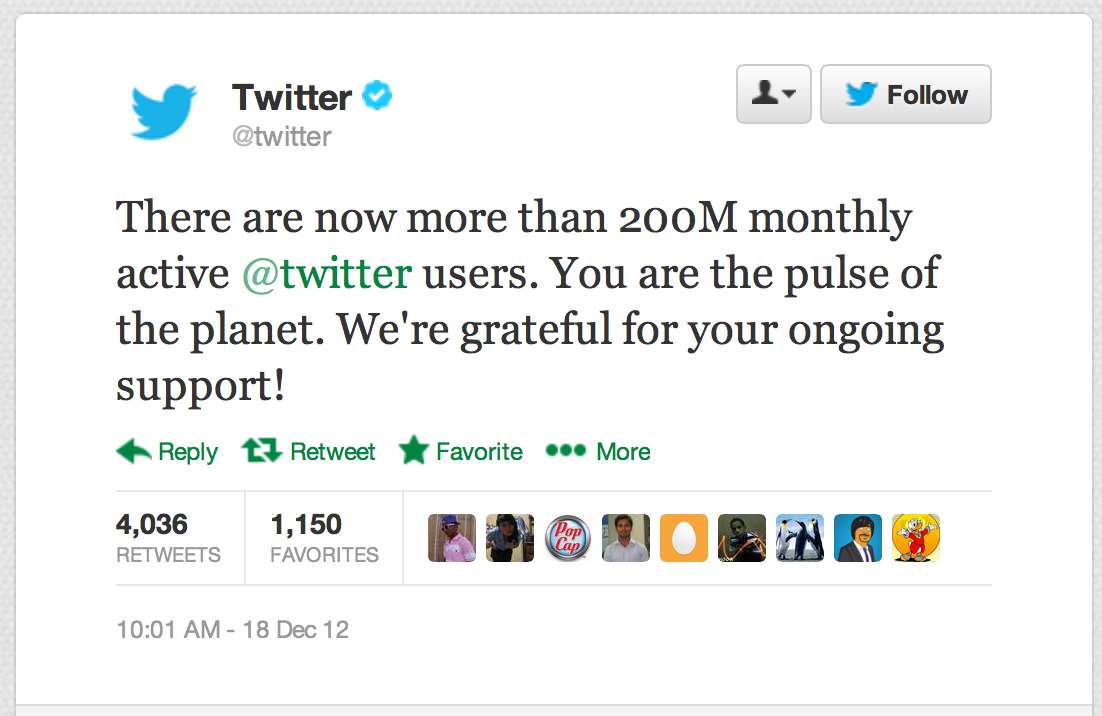 Twitter
@twitter
Follow
There are now more than 200M monthly
active @twitter users. You are the pulse of
the planet. We're grateful for your ongoing
support!
Reply Retweet Favorite More
4,036 1,150
RETWEETS FAVORITES
Pop
Cap
10:01 AM - 18 Dec 12